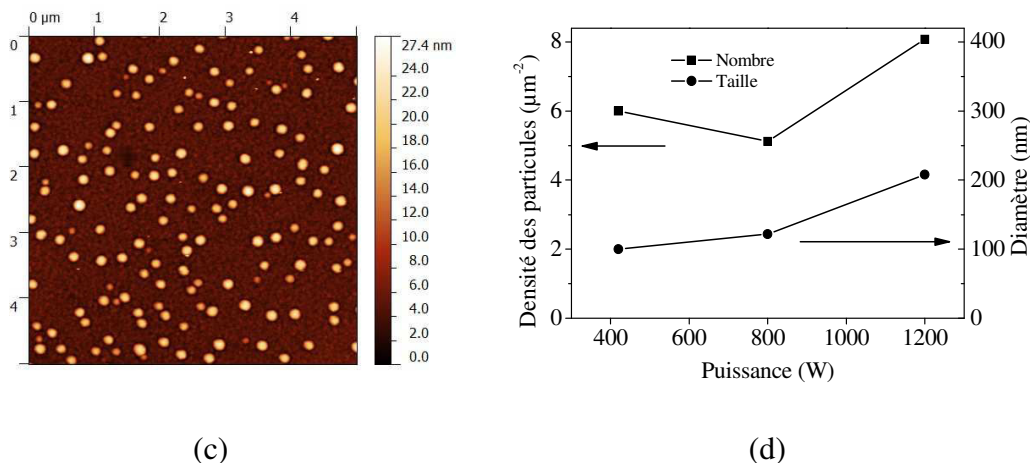 0 µm 1 2 3 4
0
1
2
3
4
27.4 nm
24.0
22.0
20.0
18.0
16.0
14.0
12.0
10.0
8.0
6.0
4.0
2.0
0.0
(c)
Densité des particules (µm⁻²)
8
6
4
2
0
Nombre
Taille
400
300
200
100
0
Diamètre (nm)
400 600 800 1000 1200
Puissance (W)
(d)